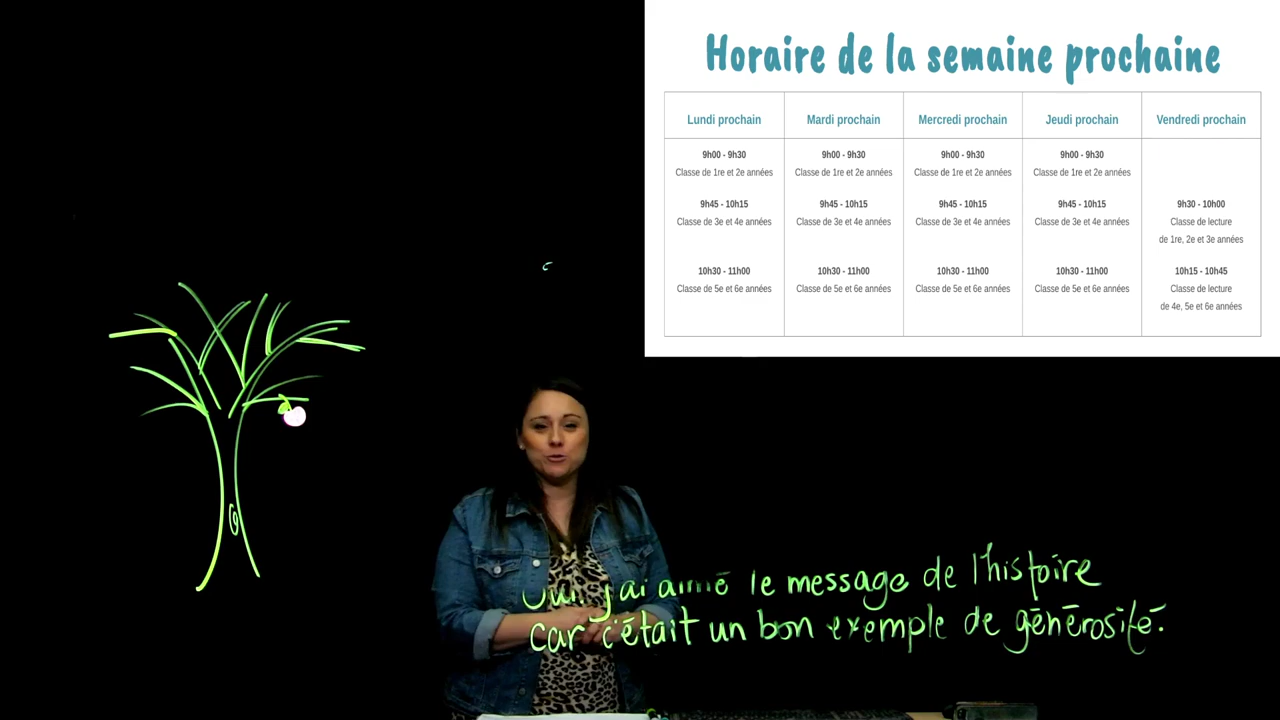 Horaire de la semaine prochaine
Lundi prochain
Mardi prochain
Mercredi prochain
Jeudi prochain
Vendredi prochain
9h00 - 9h30
Classe de 1re et 2e années
9h45 - 10h15
Classe de 3e et 4e années
10h30 - 11h00
Classe de 5e et 6e années
9h00 - 9h30
Classe de 1re et 2e années
9h45 - 10h15
Classe de 3e et 4e années
10h30 - 11h00
Classe de 5e et 6e années
9h00 - 9h30
Classe de 1re et 2e années
9h45 - 10h15
Classe de 3e et 4e années
10h30 - 11h00
Classe de 5e et 6e années
9h00 - 9h30
Classe de 1re et 2e années
9h45 - 10h15
Classe de 3e et 4e années
10h30 - 11h00
Classe de 5e et 6e années
9h30 - 10h00
Classe de lecture
de 1re, 2e et 3e années
10h15 - 10h45
Classe de lecture
de 4e, 5e et 6e années
Oui, j'ai aimé le message de l'histoire
car c'était un bon exemple de générosité.